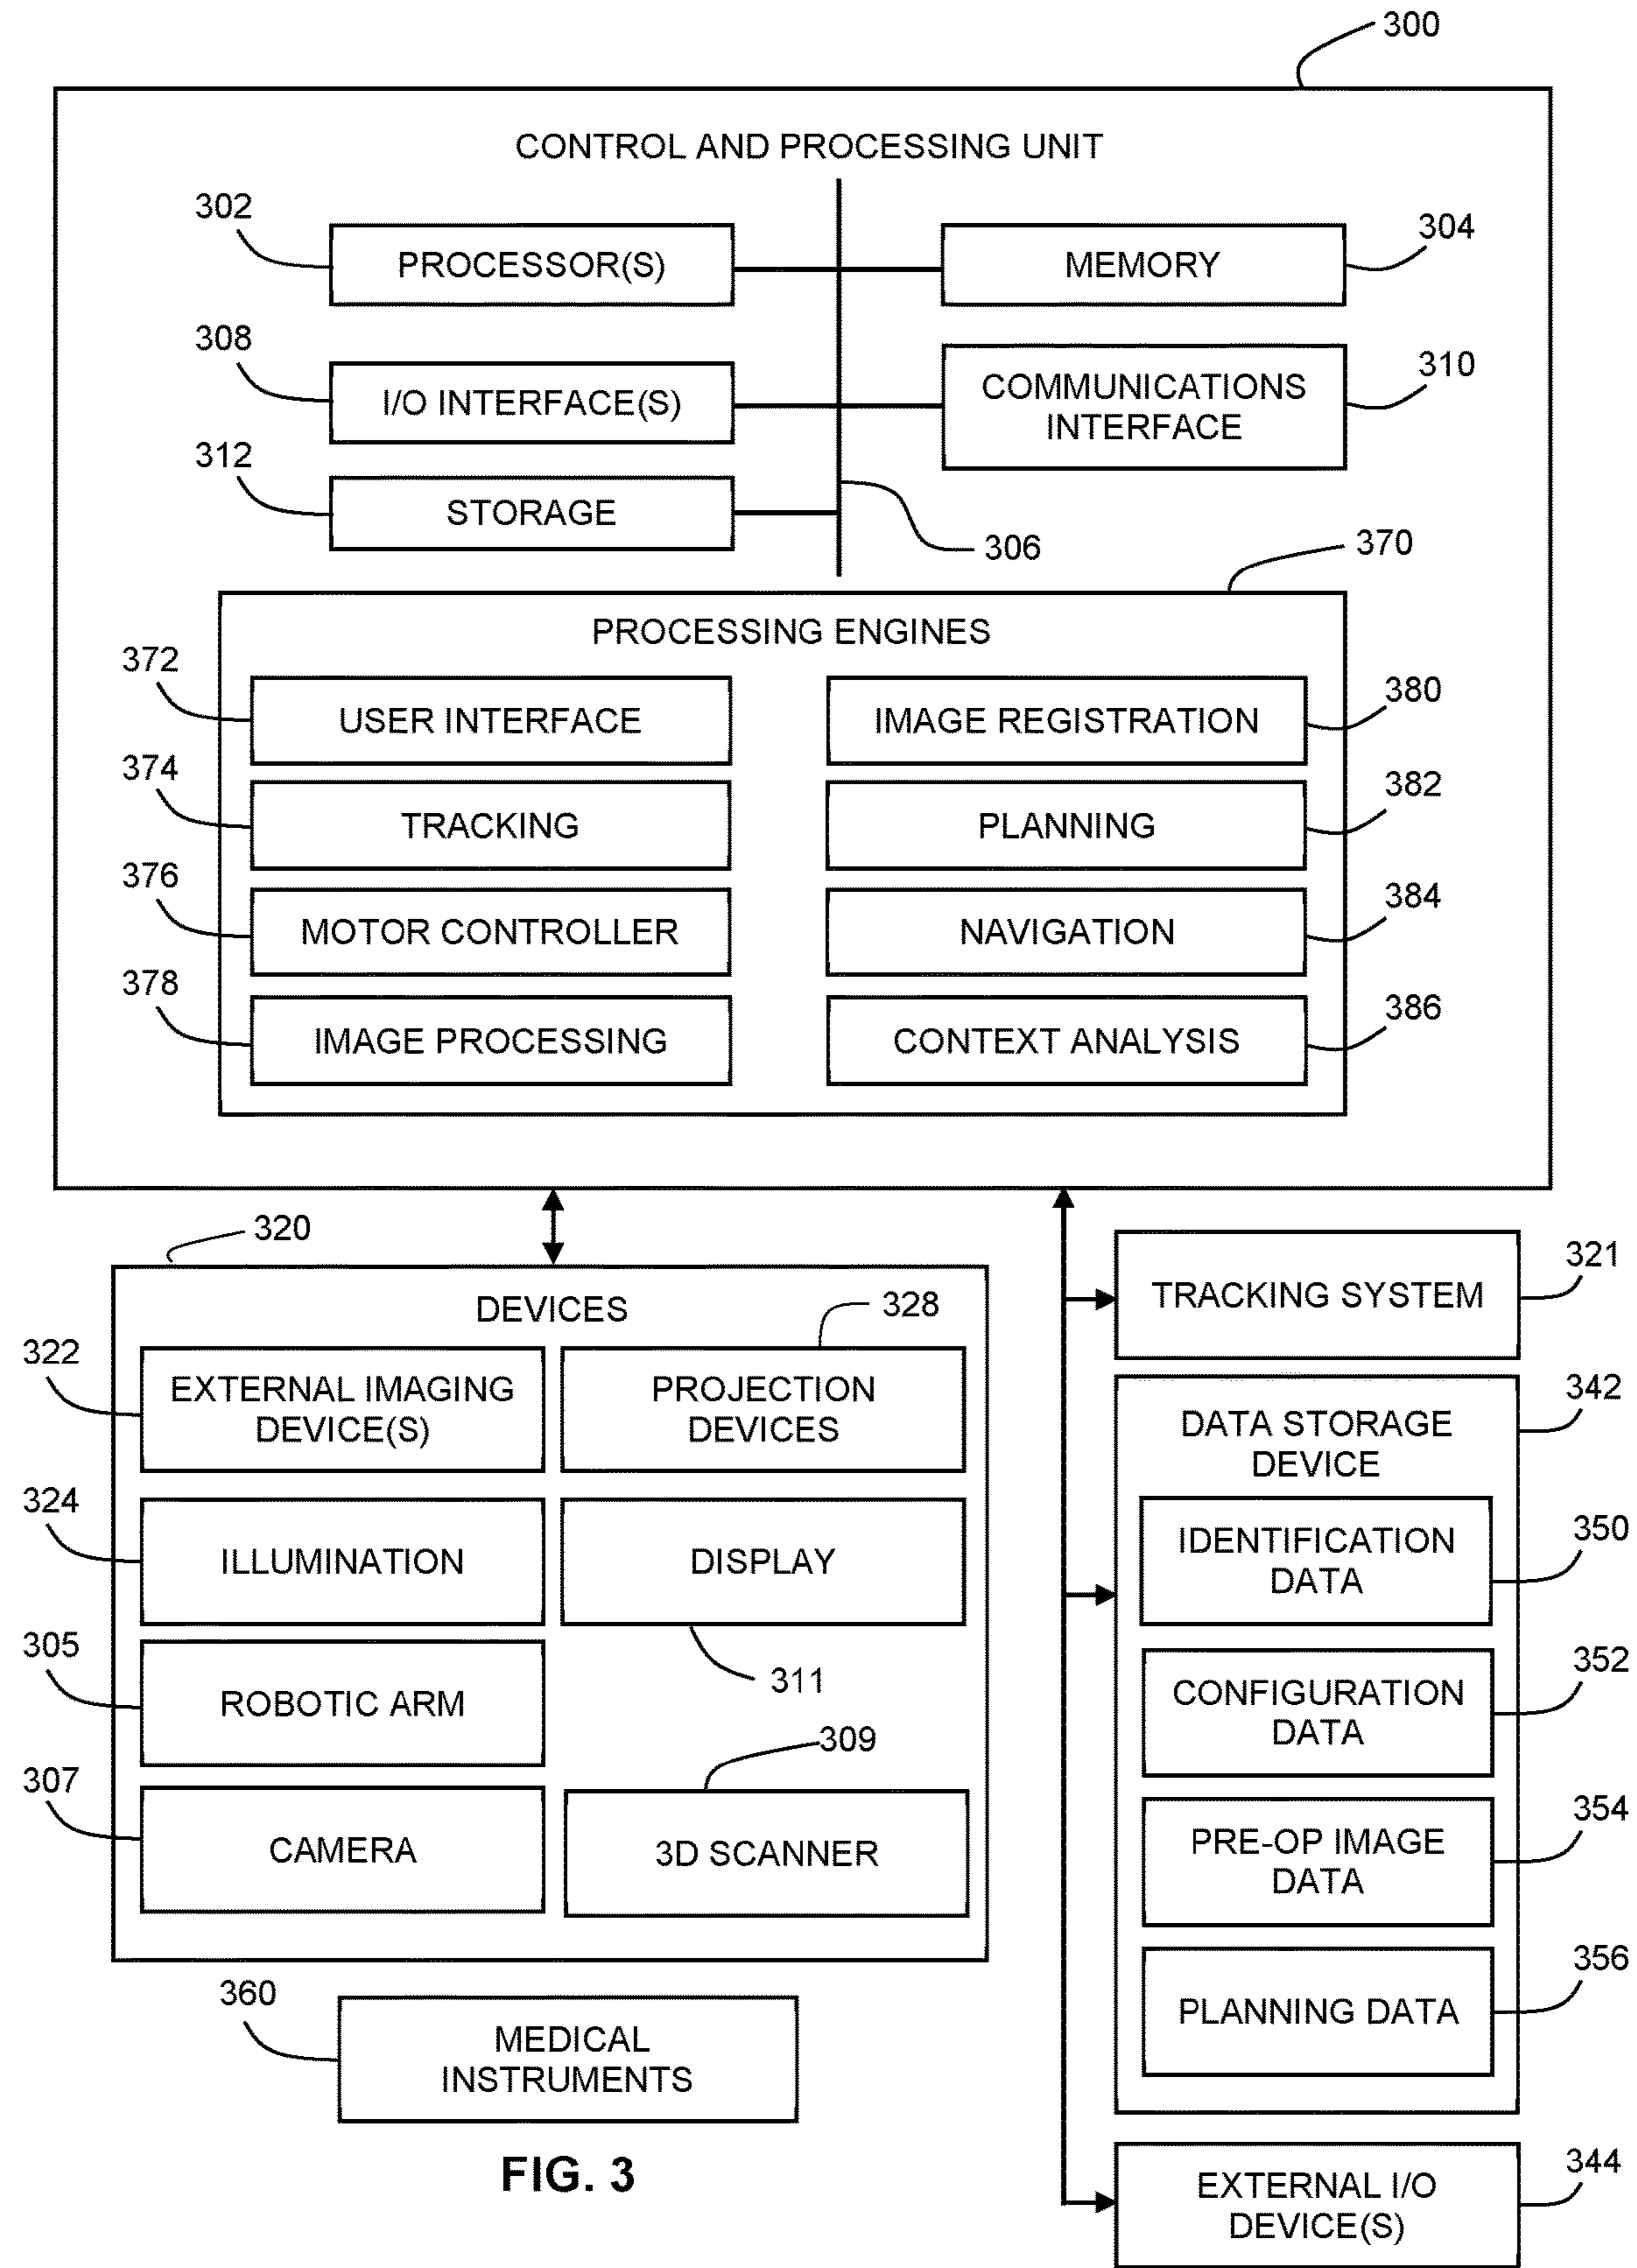 300
CONTROL AND PROCESSING UNIT
302
PROCESSOR(S)
MEMORY
304
308
I/O INTERFACE(S)
COMMUNICATIONS
INTERFACE
310
312
STORAGE
306
370
PROCESSING ENGINES
372
USER INTERFACE
IMAGE REGISTRATION
380
374
TRACKING
PLANNING
382
376
MOTOR CONTROLLER
NAVIGATION
384
378
IMAGE PROCESSING
CONTEXT ANALYSIS
386
320
DEVICES
322
EXTERNAL IMAGING
DEVICE(S)
328
PROJECTION
DEVICES
324
ILLUMINATION
DISPLAY
311
305
ROBOTIC ARM
309
307
CAMERA
3D SCANNER
360
MEDICAL
INSTRUMENTS
321
TRACKING SYSTEM
342
DATA STORAGE
DEVICE
350
IDENTIFICATION
DATA
352
CONFIGURATION
DATA
354
PRE-OP IMAGE
DATA
356
PLANNING DATA
344
EXTERNAL I/O
DEVICE(S)
FIG. 3